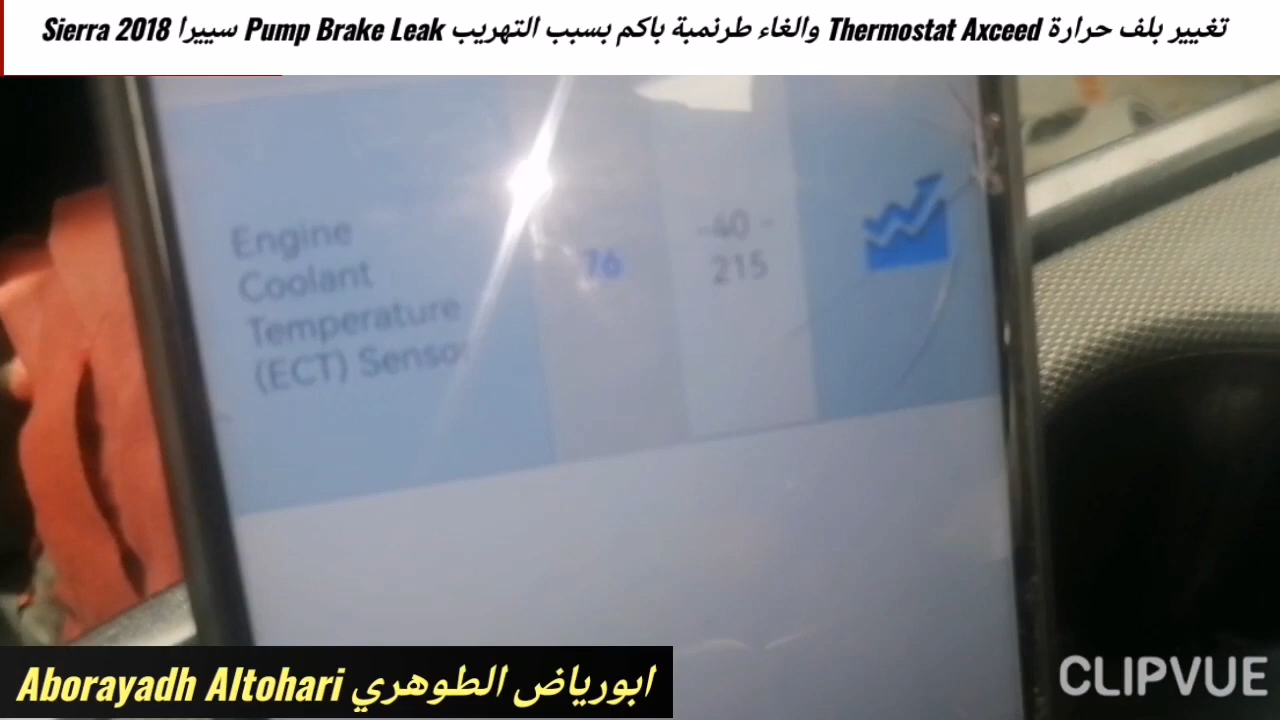 تغيير بلف حرارة Thermostat Axceed والغاء طرنمبة باكم بسبب التهريب Pump Brake Leak سييرا Sierra 2018
Engine
Coolant
Temperature
(ECT) Sensor
76
-40 -
215
Aborayadh Altohari ابورياض الطوهري
CLIPVUE